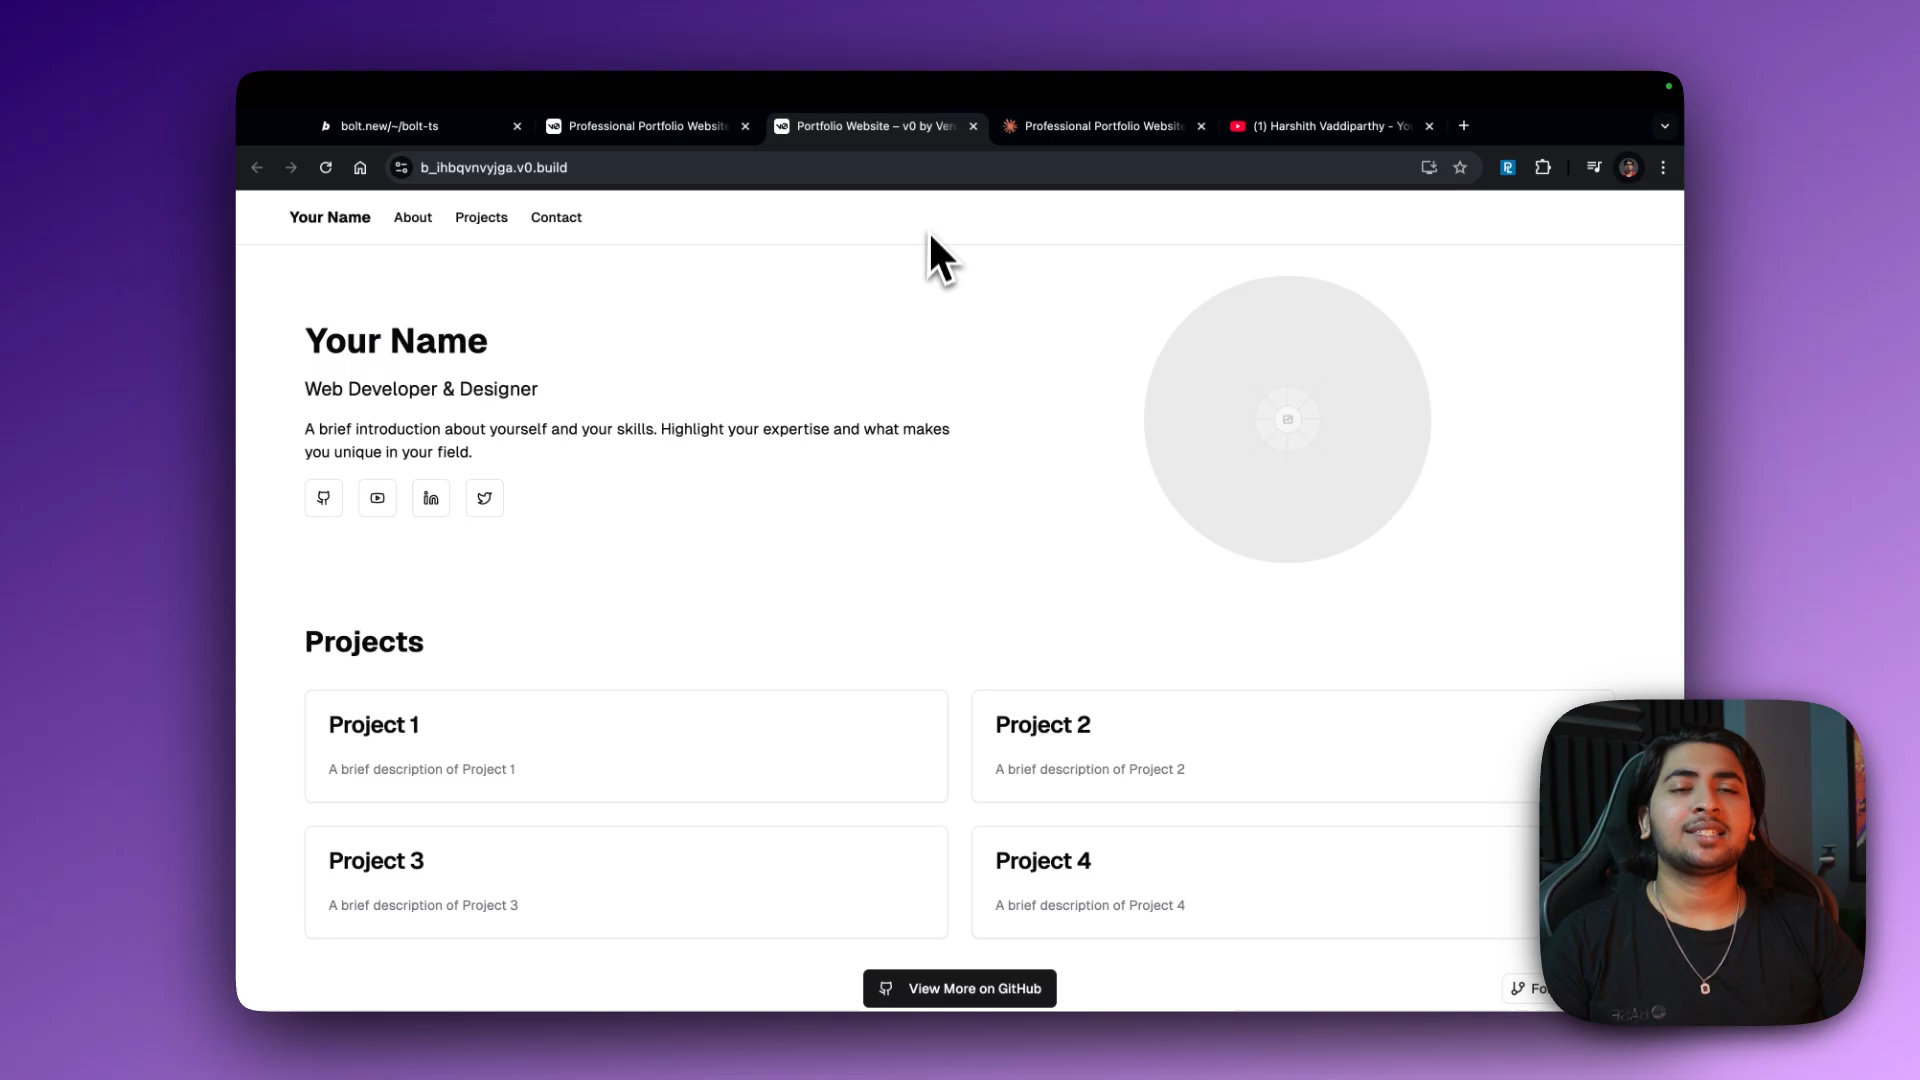 bolt.new/~/bolt-ts
Professional Portfolio Website
Portfolio Website – v0 by Ver
Professional Portfolio Website
(1) Harshith Vaddiparthy - Yo
b_ihbqvnvyjga.v0.build
Your Name About Projects Contact
Your Name
Web Developer & Designer
A brief introduction about yourself and your skills. Highlight your expertise and what makes
you unique in your field.
Projects
Project 1
A brief description of Project 1
Project 2
A brief description of Project 2
Project 3
A brief description of Project 3
Project 4
A brief description of Project 4
View More on GitHub
Fo